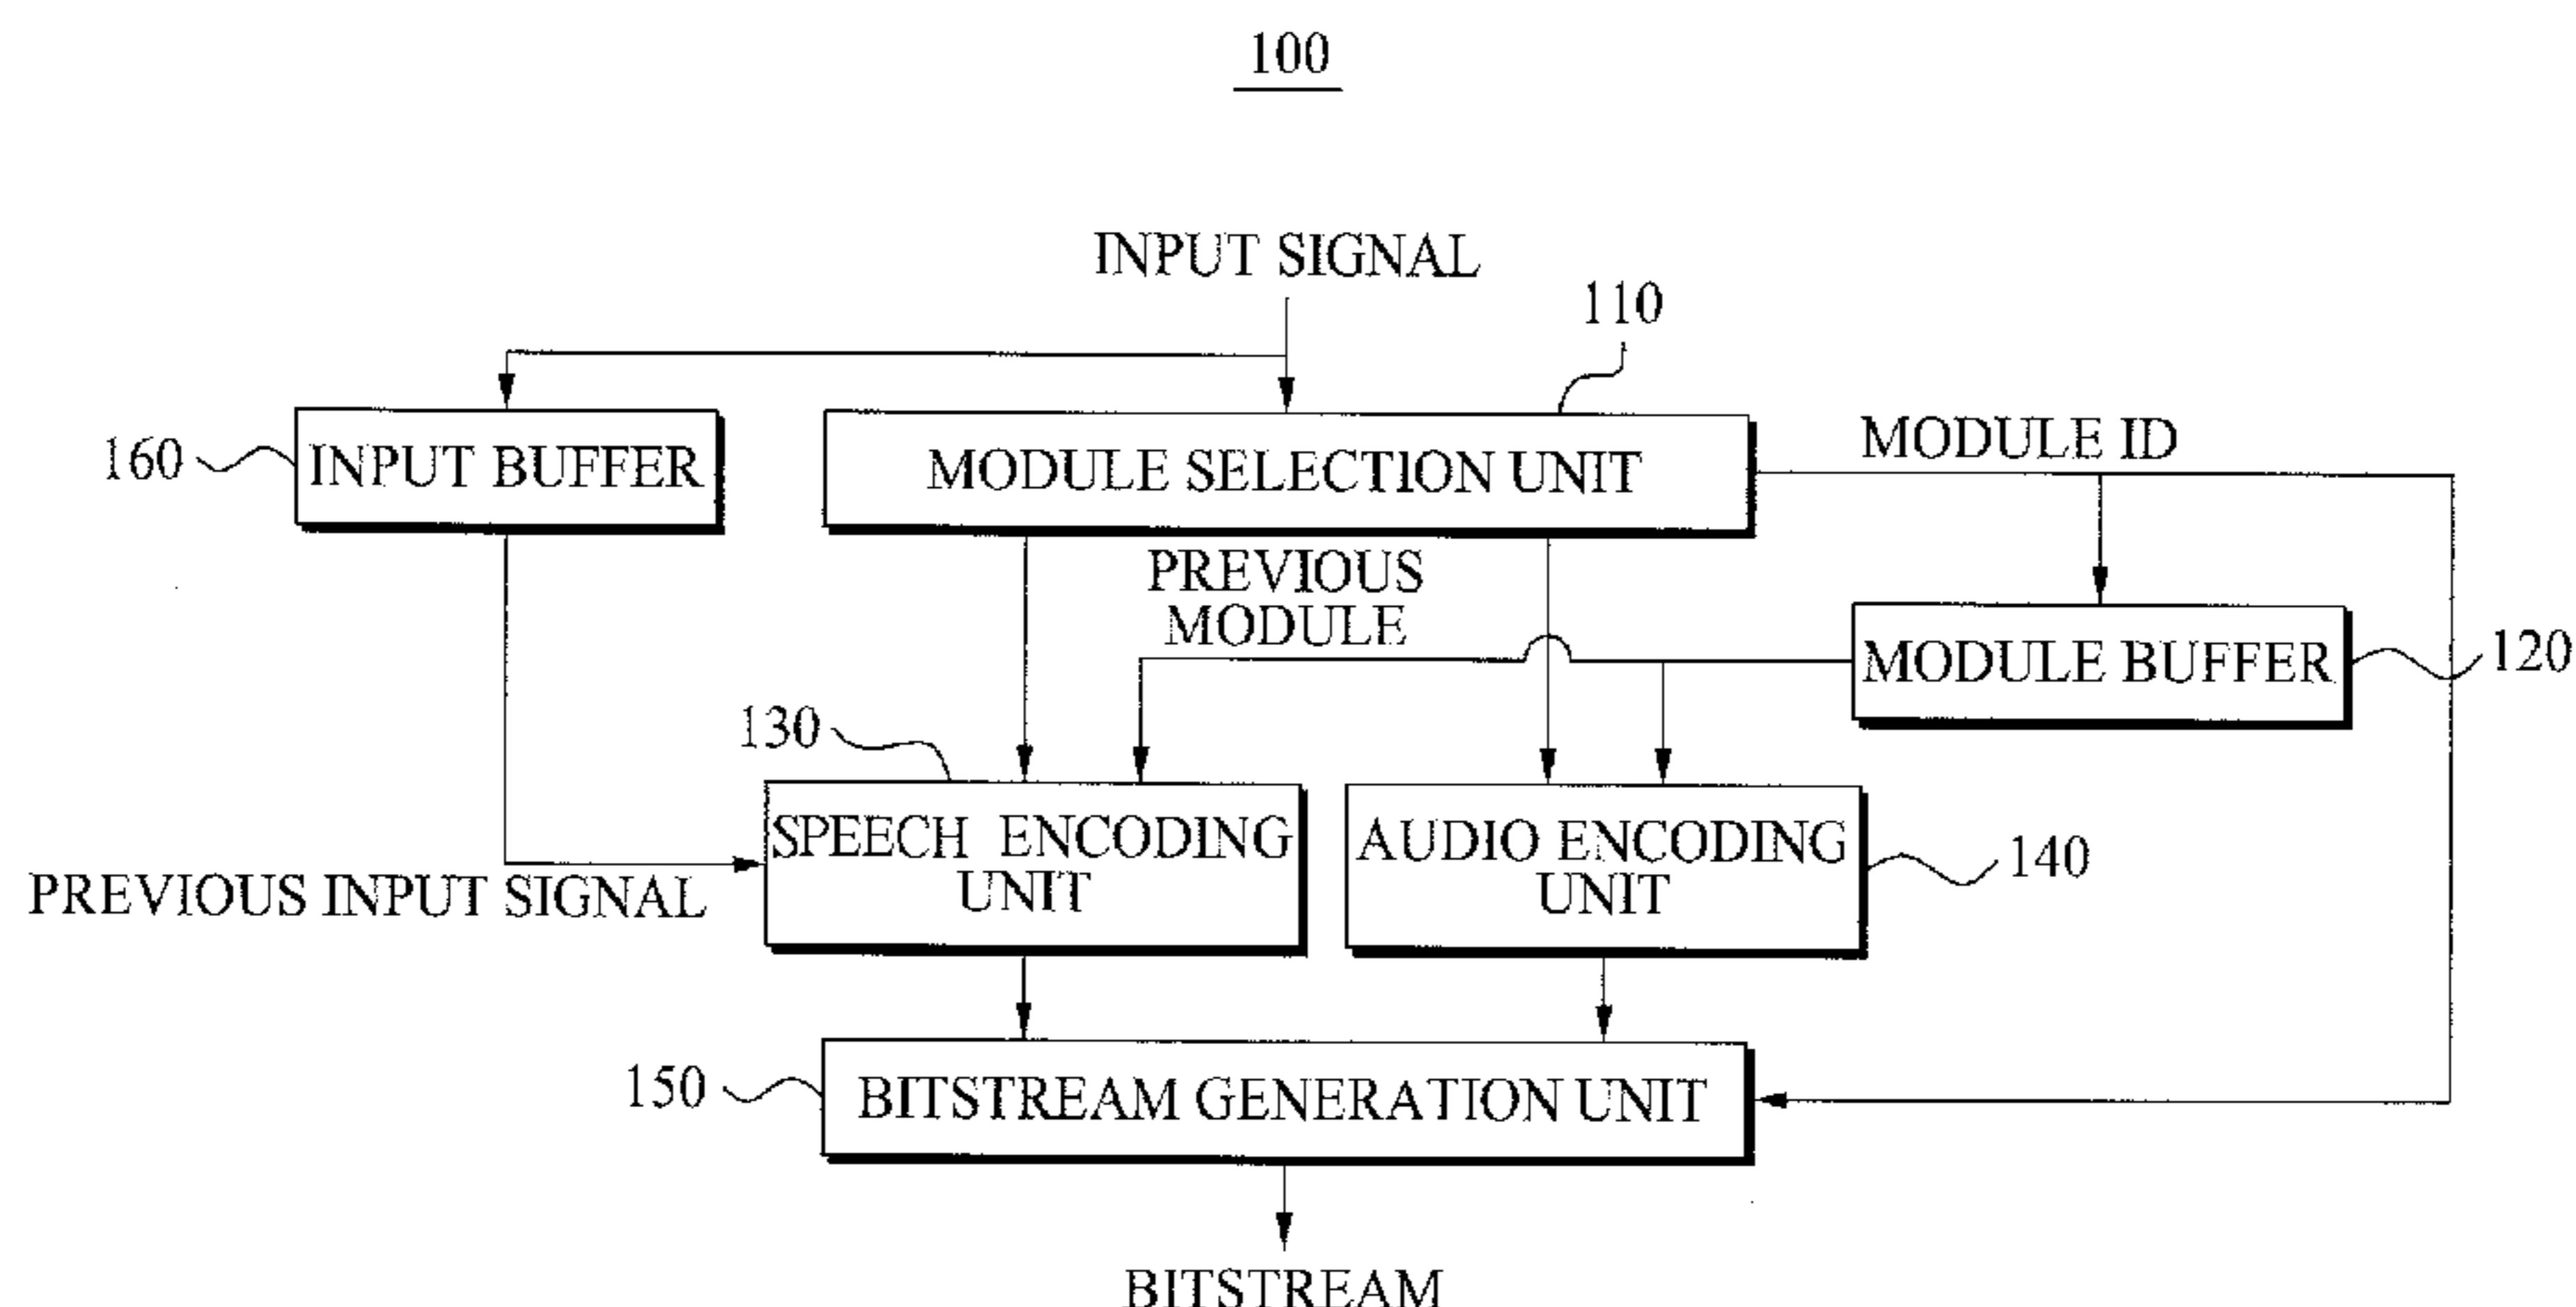 100
INPUT SIGNAL
110
160
INPUT BUFFER
MODULE SELECTION UNIT
MODULE ID
PREVIOUS
MODULE
MODULE BUFFER
120
130
SPEECH ENCODING
UNIT
AUDIO ENCODING
UNIT
140
PREVIOUS INPUT SIGNAL
150
BITSTREAM GENERATION UNIT
BITSTREAM